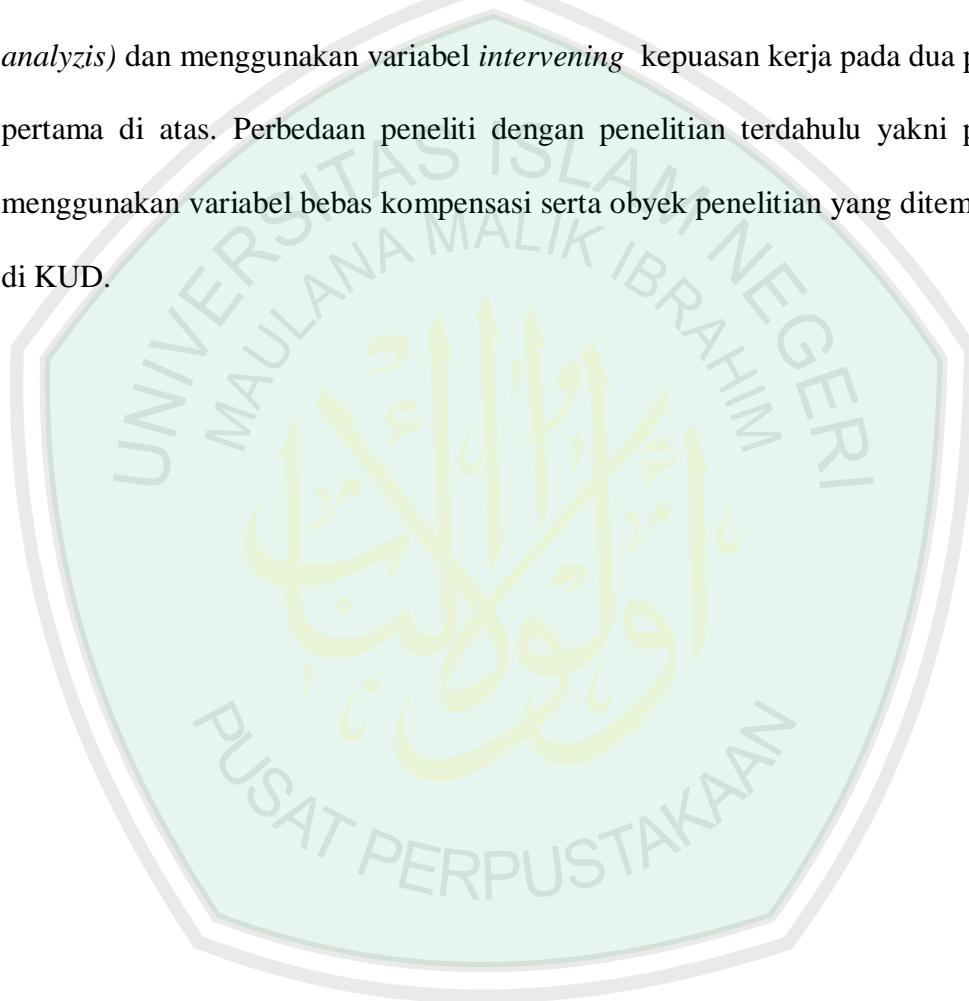 analyzis) dan menggunakan variabel intervening kepuasan kerja pada dua p
pertama di atas. Perbedaan peneliti dengan penelitian terdahulu yakni p
menggunakan variabel bebas kompensasi serta obyek penelitian yang ditem
di KUD.
UNIVERSITAS ISLAM NEGERI
MAULANA MALIK IBRAHIM
PUSAT PERPUSTAKAAN